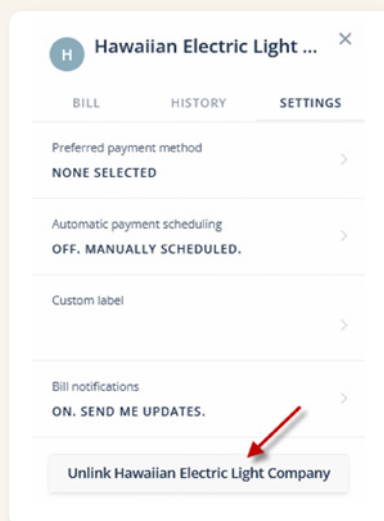 H
Hawaiian Electric Light ...
BILL HISTORY SETTINGS
Preferred payment method
NONE SELECTED
Automatic payment scheduling
OFF. MANUALLY SCHEDULED.
Custom label
Bill notifications
ON. SEND ME UPDATES.
Unlink Hawaiian Electric Light Company